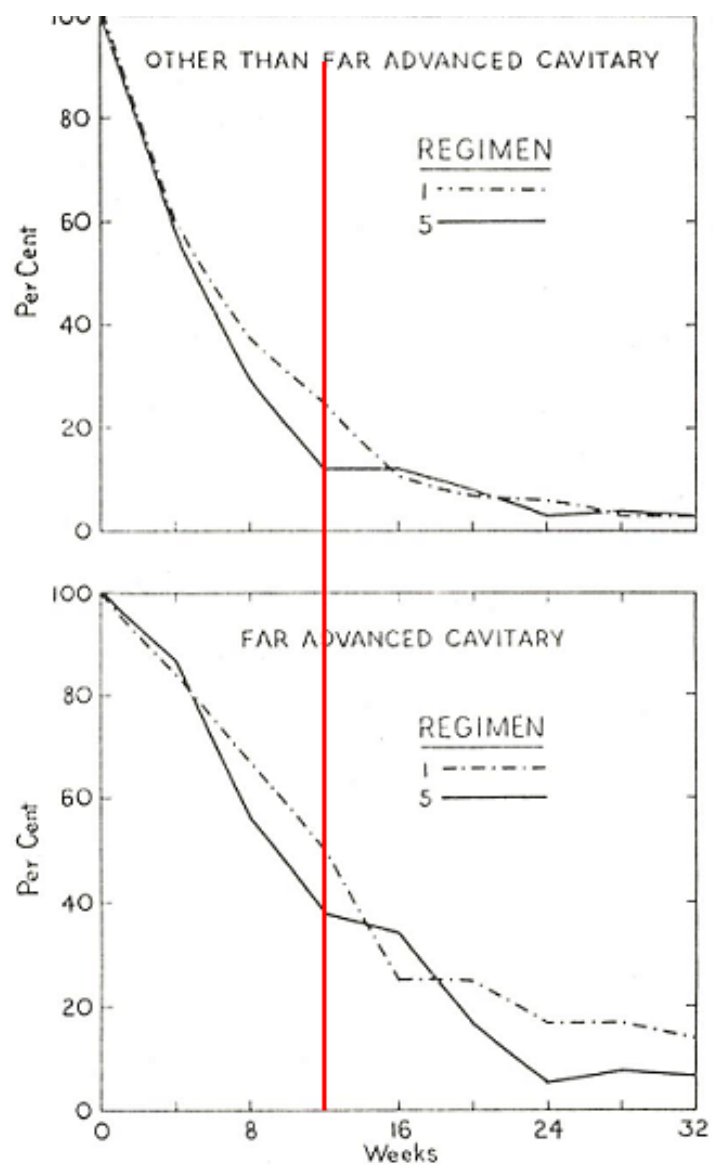 100
OTHER THAN FAR ADVANCED CAVITARY
80
REGIMEN
1
60
5
Per Cent
40
20
0
100
FAR ADVANCED CAVITARY
80
REGIMEN
1
60
5
Per Cent
40
20
0
0 8 16 24 32
Weeks